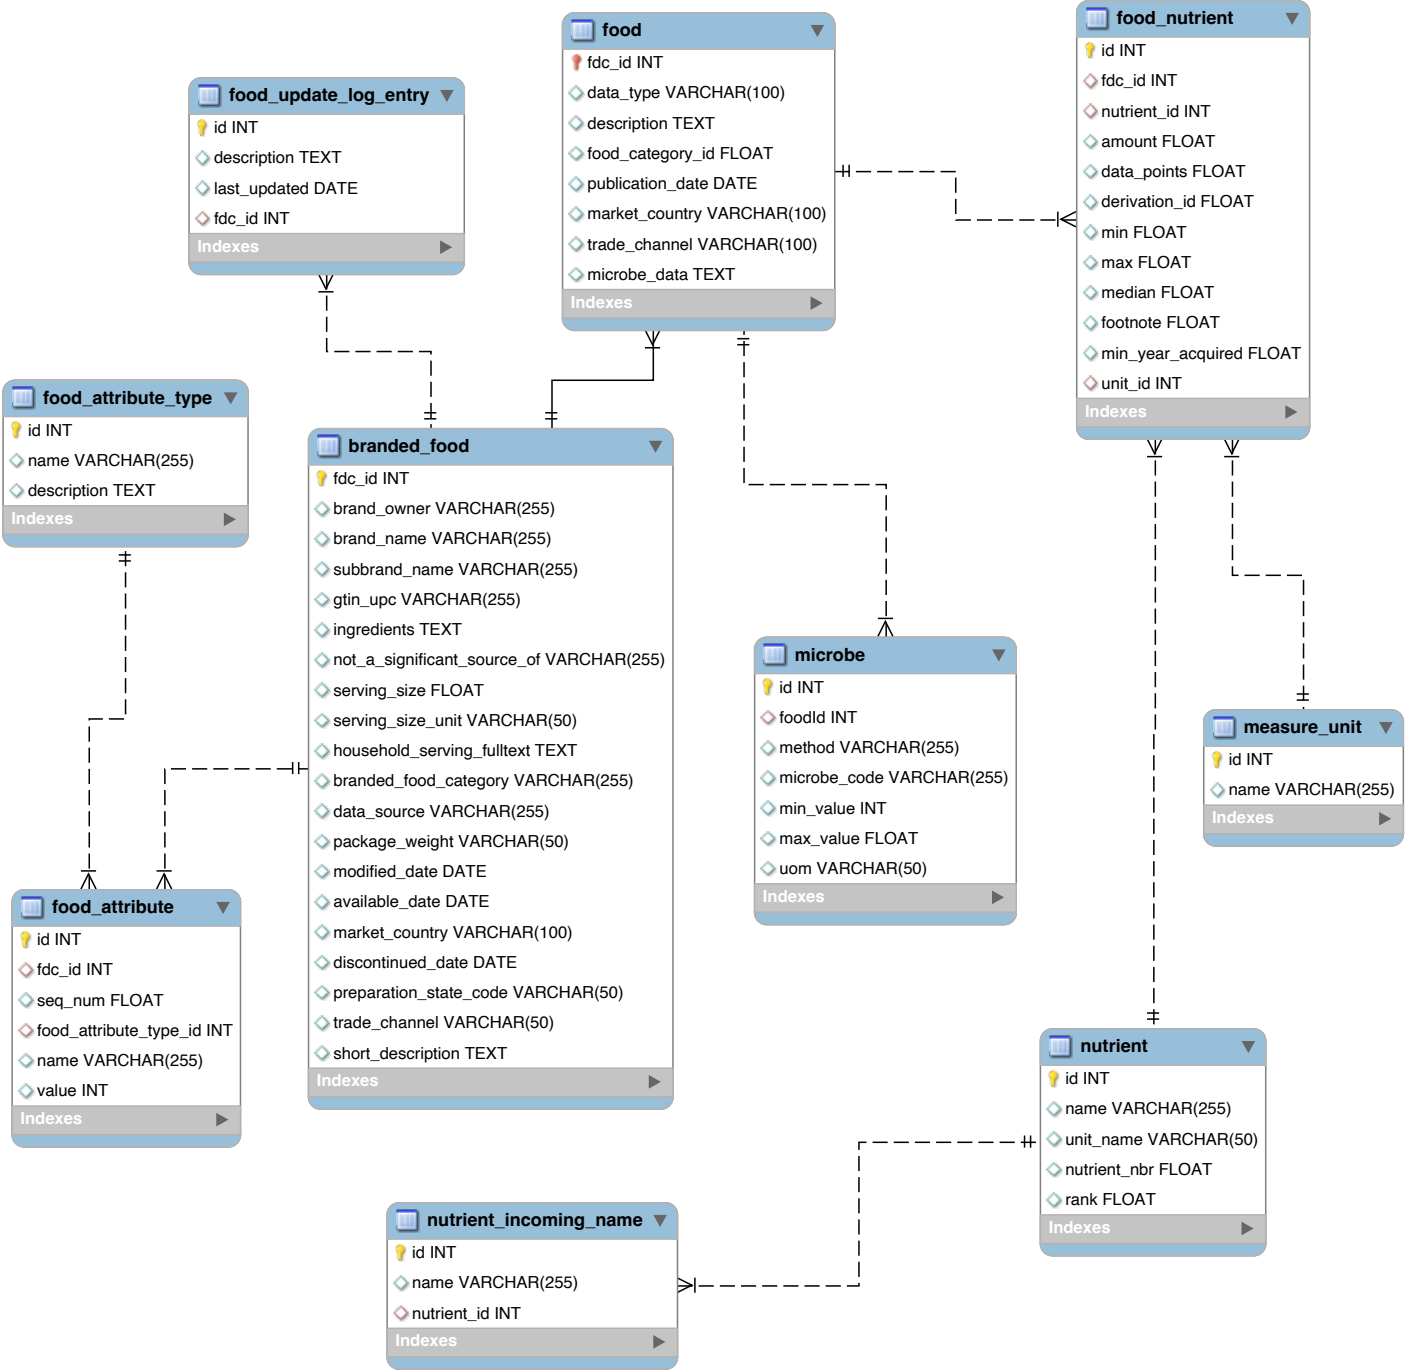 food
fdc_id INT
data_type VARCHAR(100)
description TEXT
food_category_id FLOAT
publication_date DATE
market_country VARCHAR(100)
trade_channel VARCHAR(100)
microbe_data TEXT
Indexes
food_nutrient
id INT
fdc_id INT
nutrient_id INT
amount FLOAT
data_points FLOAT
derivation_id FLOAT
min FLOAT
max FLOAT
median FLOAT
footnote FLOAT
min_year_acquired FLOAT
unit_id INT
Indexes
food_update_log_entry
id INT
description TEXT
last_updated DATE
fdc_id INT
Indexes
food_attribute_type
id INT
name VARCHAR(255)
description TEXT
Indexes
branded_food
fdc_id INT
brand_owner VARCHAR(255)
brand_name VARCHAR(255)
subbrand_name VARCHAR(255)
gtin_upc VARCHAR(255)
ingredients TEXT
not_a_significant_source_of VARCHAR(255)
serving_size FLOAT
serving_size_unit VARCHAR(50)
household_serving_fulltext TEXT
branded_food_category VARCHAR(255)
data_source VARCHAR(255)
package_weight VARCHAR(50)
modified_date DATE
available_date DATE
market_country VARCHAR(100)
discontinued_date DATE
preparation_state_code VARCHAR(50)
trade_channel VARCHAR(50)
short_description TEXT
Indexes
microbe
id INT
foodId INT
method VARCHAR(255)
microbe_code VARCHAR(255)
min_value INT
max_value FLOAT
uom VARCHAR(50)
Indexes
measure_unit
id INT
name VARCHAR(255)
Indexes
food_attribute
id INT
fdc_id INT
seq_num FLOAT
food_attribute_type_id INT
name VARCHAR(255)
value INT
Indexes
nutrient
id INT
name VARCHAR(255)
unit_name VARCHAR(50)
nutrient_nbr FLOAT
rank FLOAT
Indexes
nutrient_incoming_name
id INT
name VARCHAR(255)
nutrient_id INT
Indexes